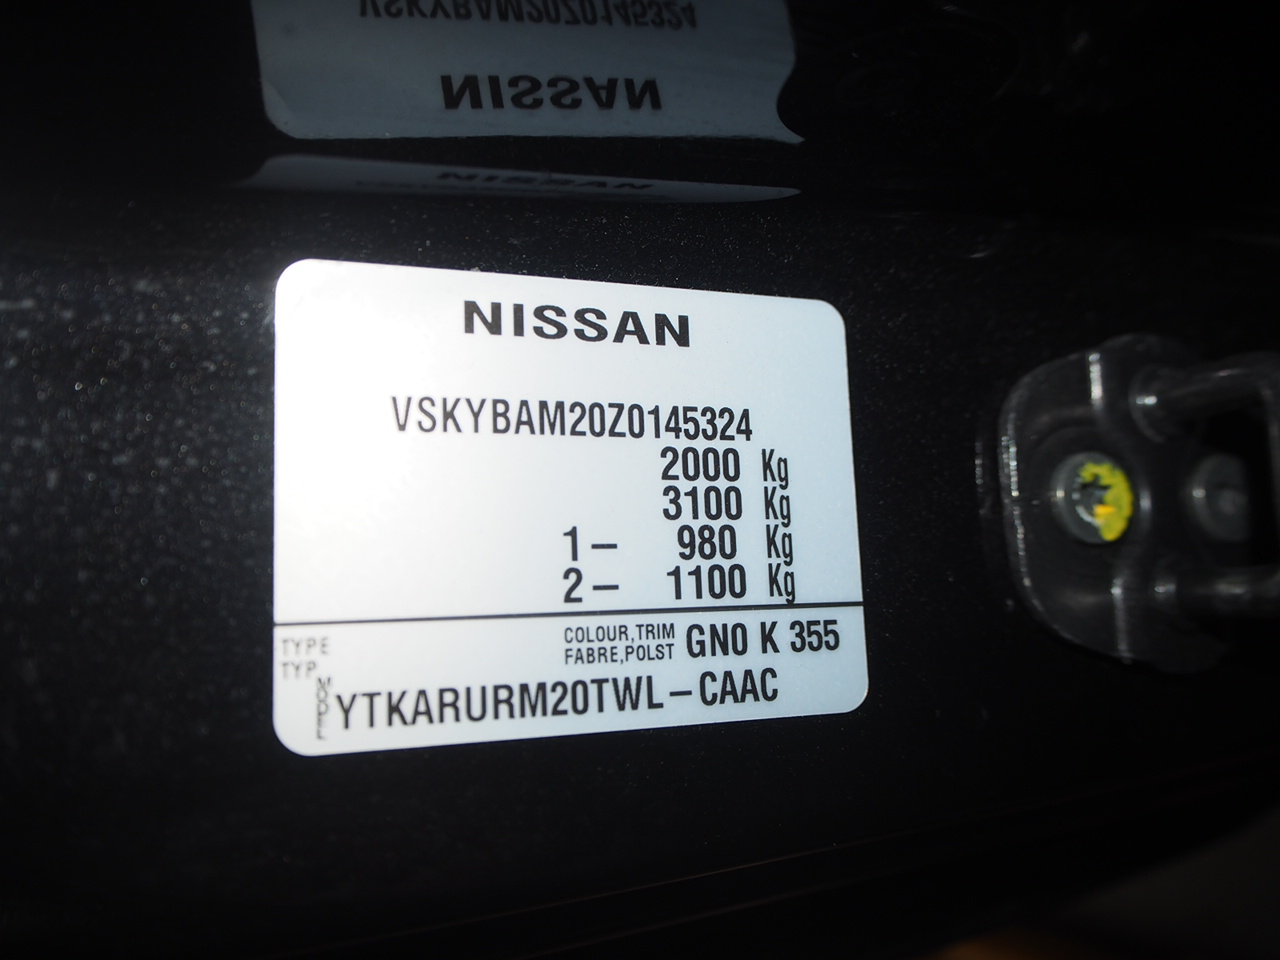 VSKYBAM20Z0145324
NISSAN
NISSAN
NISSAN
VSKYBAM20Z0145324
2000 Kg
3100 Kg
1– 980 Kg
2– 1100 Kg
TYPE
TYP
COLOUR,TRIM
FABRE,POLST
GN0 K 355
MODEL
YTKARURM20TWL–CAAC